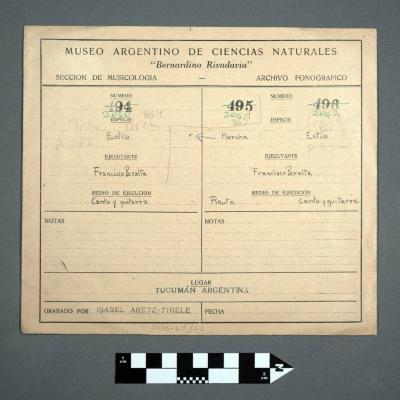 MUSEO ARGENTINO DE CIENCIAS NATURALES
"Bernardino Rivadavia"
SECCION DE MUSICOLOGIA — ARCHIVO FONOGRAFICO
NUMERO NUMERO
494 495 496
ESPECIE ESPECIE
Estilo Marcha Estilo
EJECUTANTE EJECUTANTE
Francisco Peralta Francisco Peralta
MEDIO DE EJECUCION MEDIO DE EJECUCION
Canto y guitarra Flauta Canto y guitarra
NOTAS NOTAS
LUGAR
TUCUMÁN ARGENTINA
GRABADO POR ISABEL ARETZ-THIELE FECHA